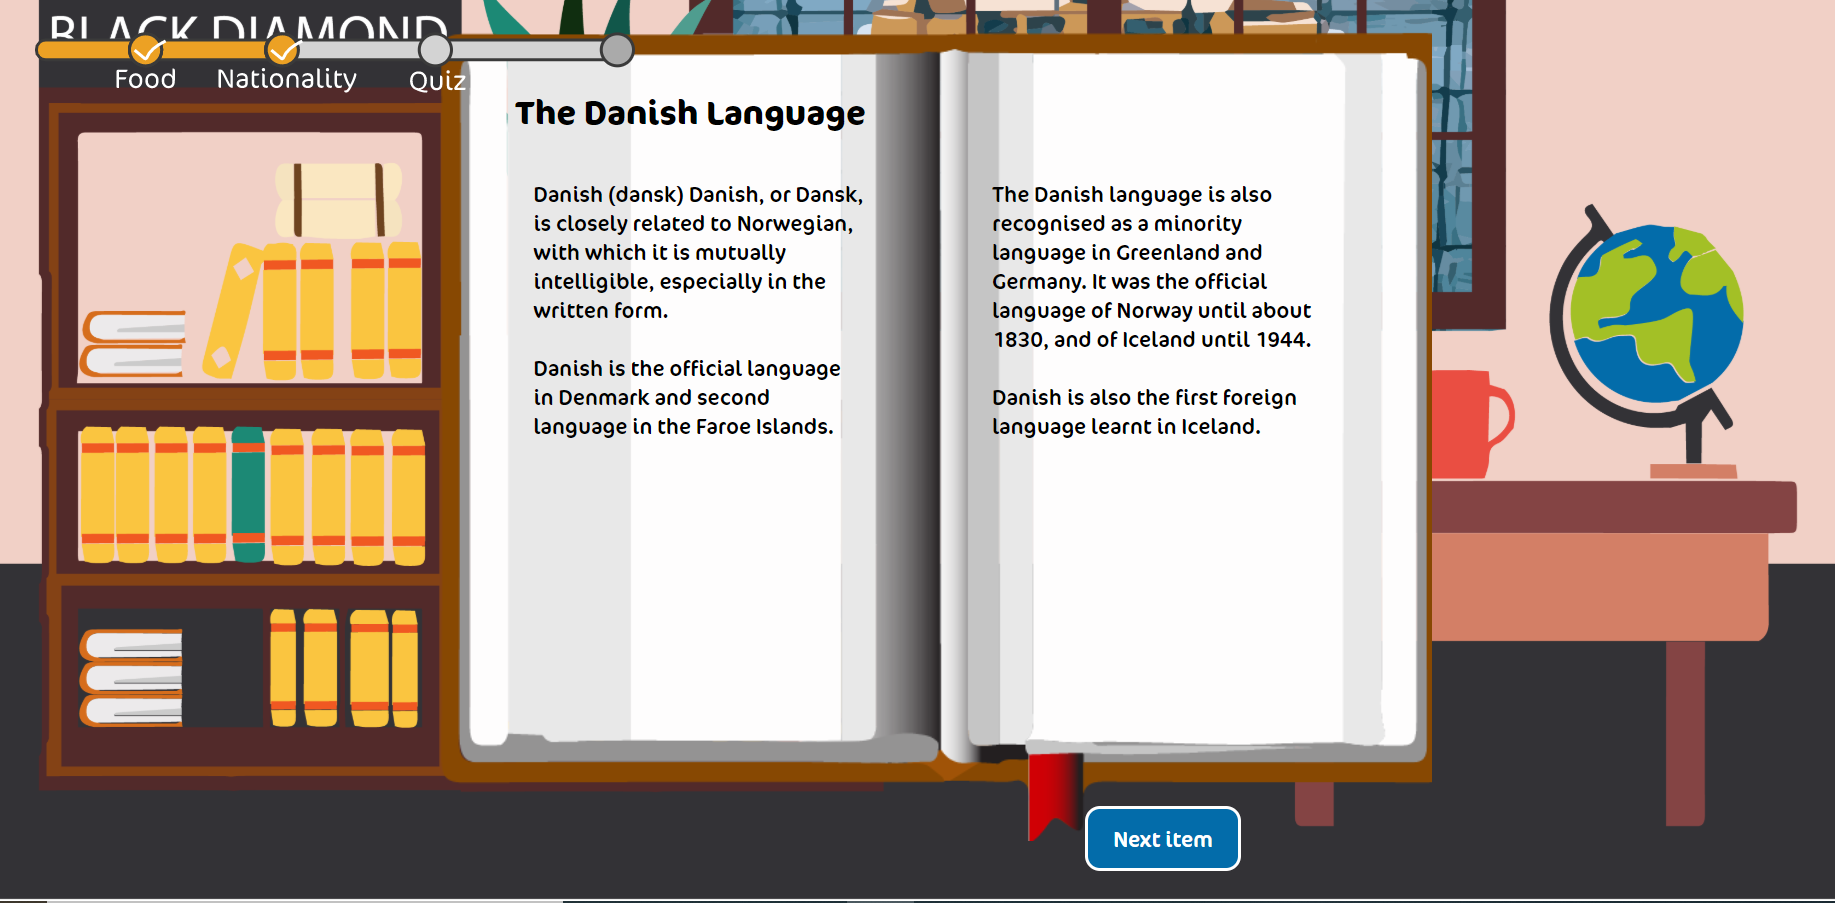 BLACK DIAMOND
Food
Nationality
Quiz
The Danish Language
Danish (dansk) Danish, or Dansk,
is closely related to Norwegian,
with which it is mutually
intelligible, especially in the
written form.
Danish is the official language
in Denmark and second
language in the Faroe Islands.
The Danish language is also
recognised as a minority
language in Greenland and
Germany. It was the official
language of Norway until about
1830, and of Iceland until 1944.
Danish is also the first foreign
language learnt in Iceland.
Next item